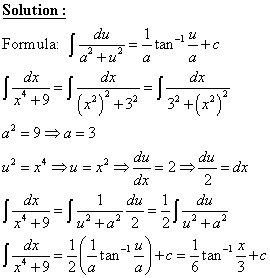 Solution :
Formula: ∫ du/(a² + u²) = (1/a) tan⁻¹ (u/a) + c
∫ dx/(x⁴ + 9) = ∫ dx/((x²)² + 3²) = ∫ dx/(3² + (x²)²)
a² = 9 ⇒ a = 3
u² = x⁴ ⇒ u = x² ⇒ du/dx = 2 ⇒ du/2 = dx
∫ dx/(x⁴ + 9) = ∫ 1/(u² + a²) du/2 = (1/2) ∫ du/(u² + a²)
∫ dx/(x⁴ + 9) = (1/2) ((1/a) tan⁻¹ (u/a)) + c = (1/6) tan⁻¹ (x/3) + c